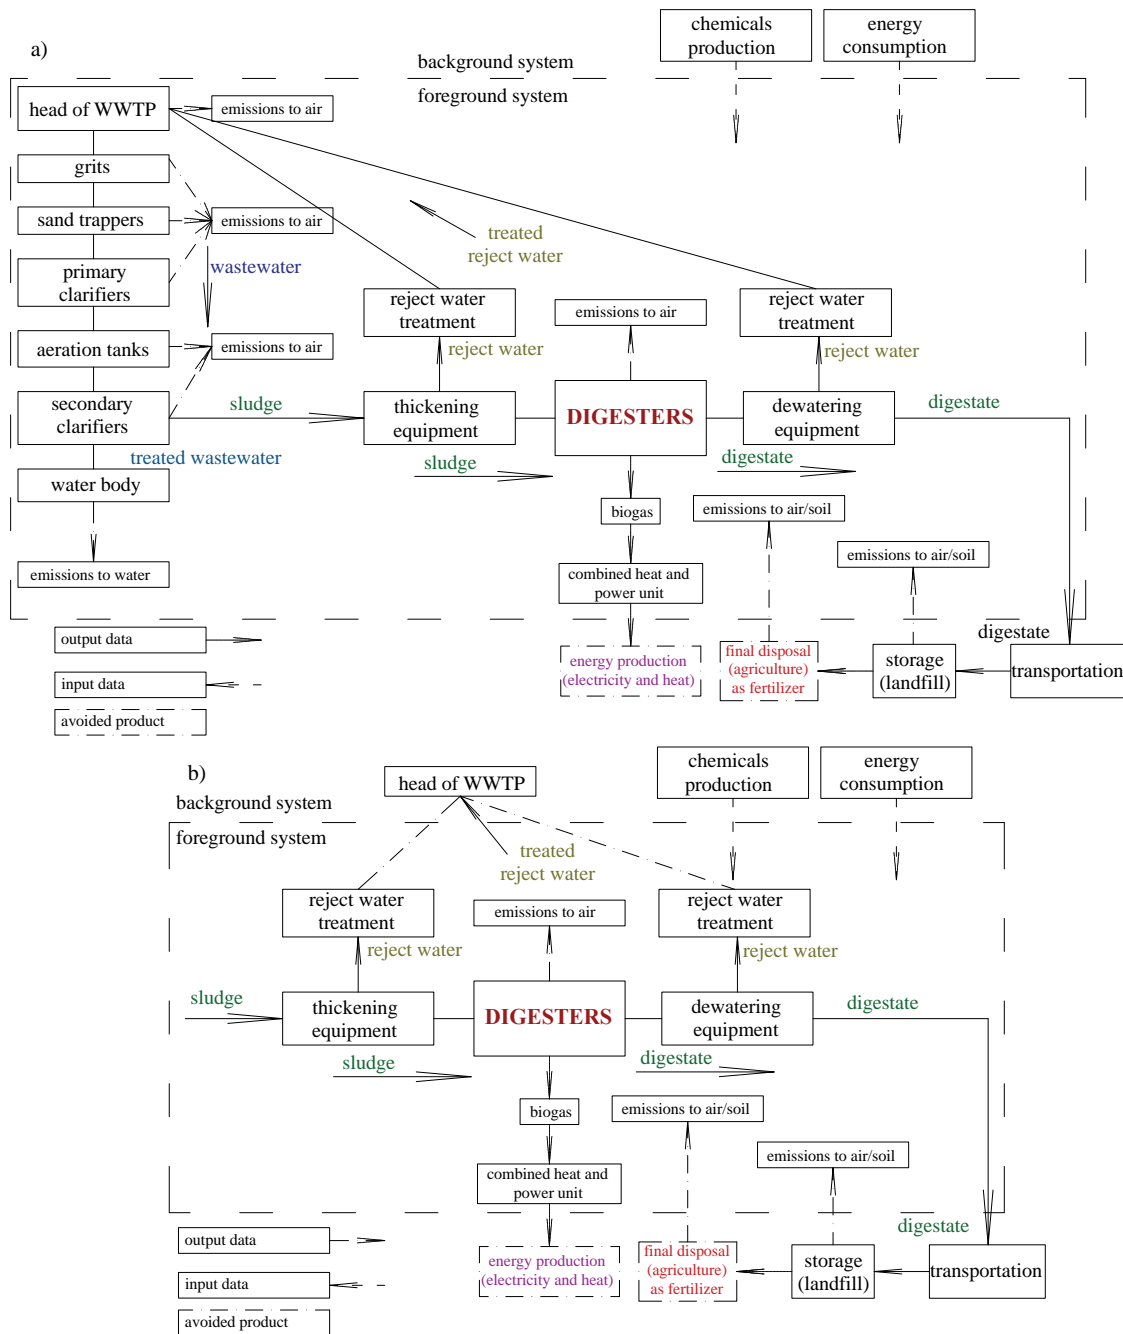 a)
chemicals
production
energy
consumption
background system
foreground system
head of WWTP
emissions to air
grits
sand trappers
emissions to air
treated
reject water
primary
clarifiers
wastewater
reject water
treatment
emissions to air
reject water
treatment
aeration tanks
emissions to air
reject water
reject water
secondary
clarifiers
sludge
thickening
equipment
DIGESTERS
dewatering
equipment
digestate
treated wastewater
sludge
digestate
water body
biogas
emissions to air/soil
emissions to air/soil
emissions to water
combined heat and
power unit
output data
digestate
energy production
(electricity and heat)
final disposal
(agriculture)
as fertilizer
storage
(landfill)
transportation
input data
avoided product
b)
head of WWTP
chemicals
production
energy
consumption
background system
foreground system
treated
reject water
reject water
treatment
emissions to air
reject water
treatment
reject water
reject water
sludge
thickening
equipment
DIGESTERS
dewatering
equipment
digestate
sludge
digestate
biogas
emissions to air/soil
emissions to air/soil
combined heat and
power unit
digestate
output data
energy production
(electricity and heat)
final disposal
(agriculture)
as fertilizer
storage
(landfill)
transportation
input data
avoided product